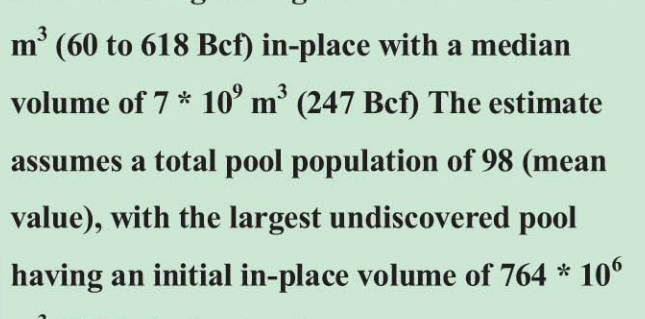 m³ (60 to 618 Bcf) in-place with a median
volume of 7 * 10⁹ m³ (247 Bcf) The estimate
assumes a total pool population of 98 (mean
value), with the largest undiscovered pool
having an initial in-place volume of 764 * 10⁶